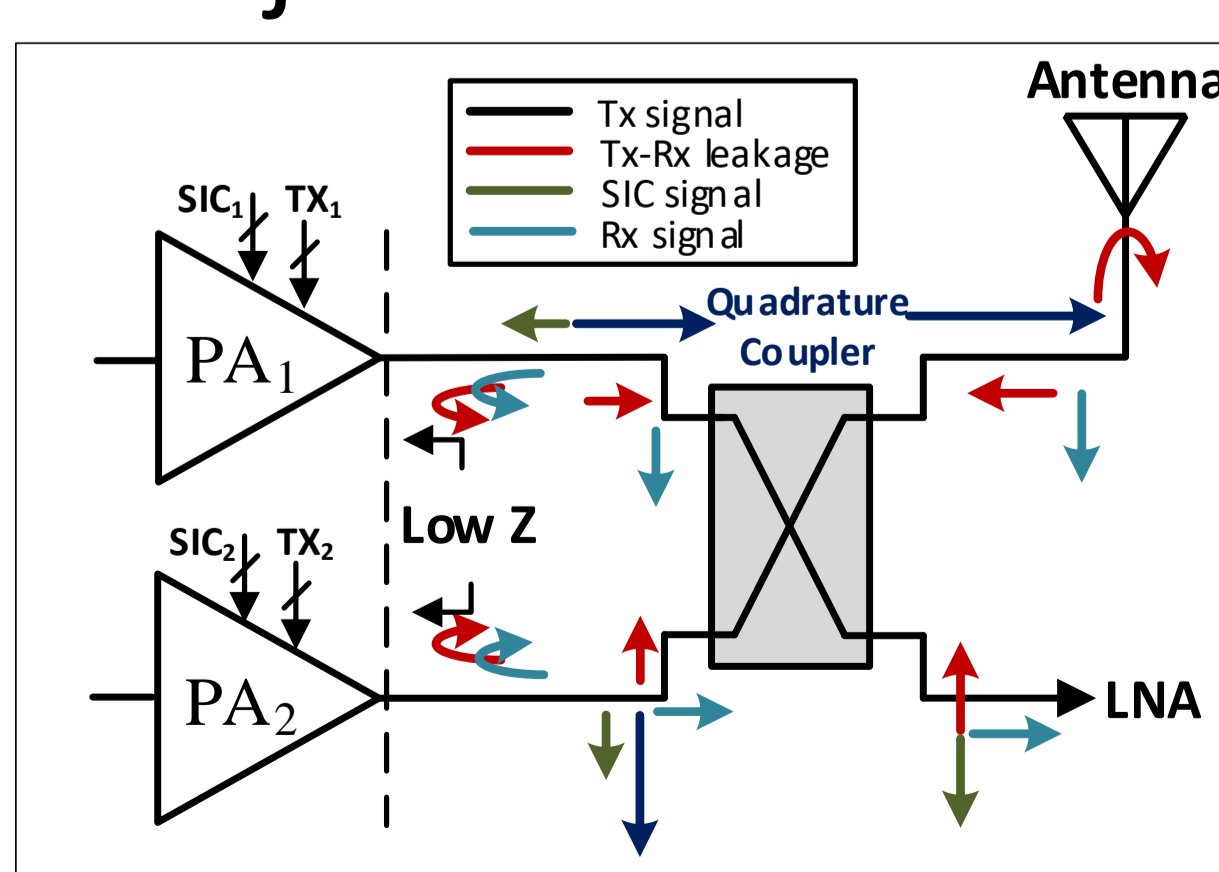 Antenna
Tx signal
Tx-Rx leakage
SIC signal
Rx signal
SIC₁ TX₁
Quadrature
Coupler
PA₁
Low Z
SIC₂ TX₂
PA₂
LNA